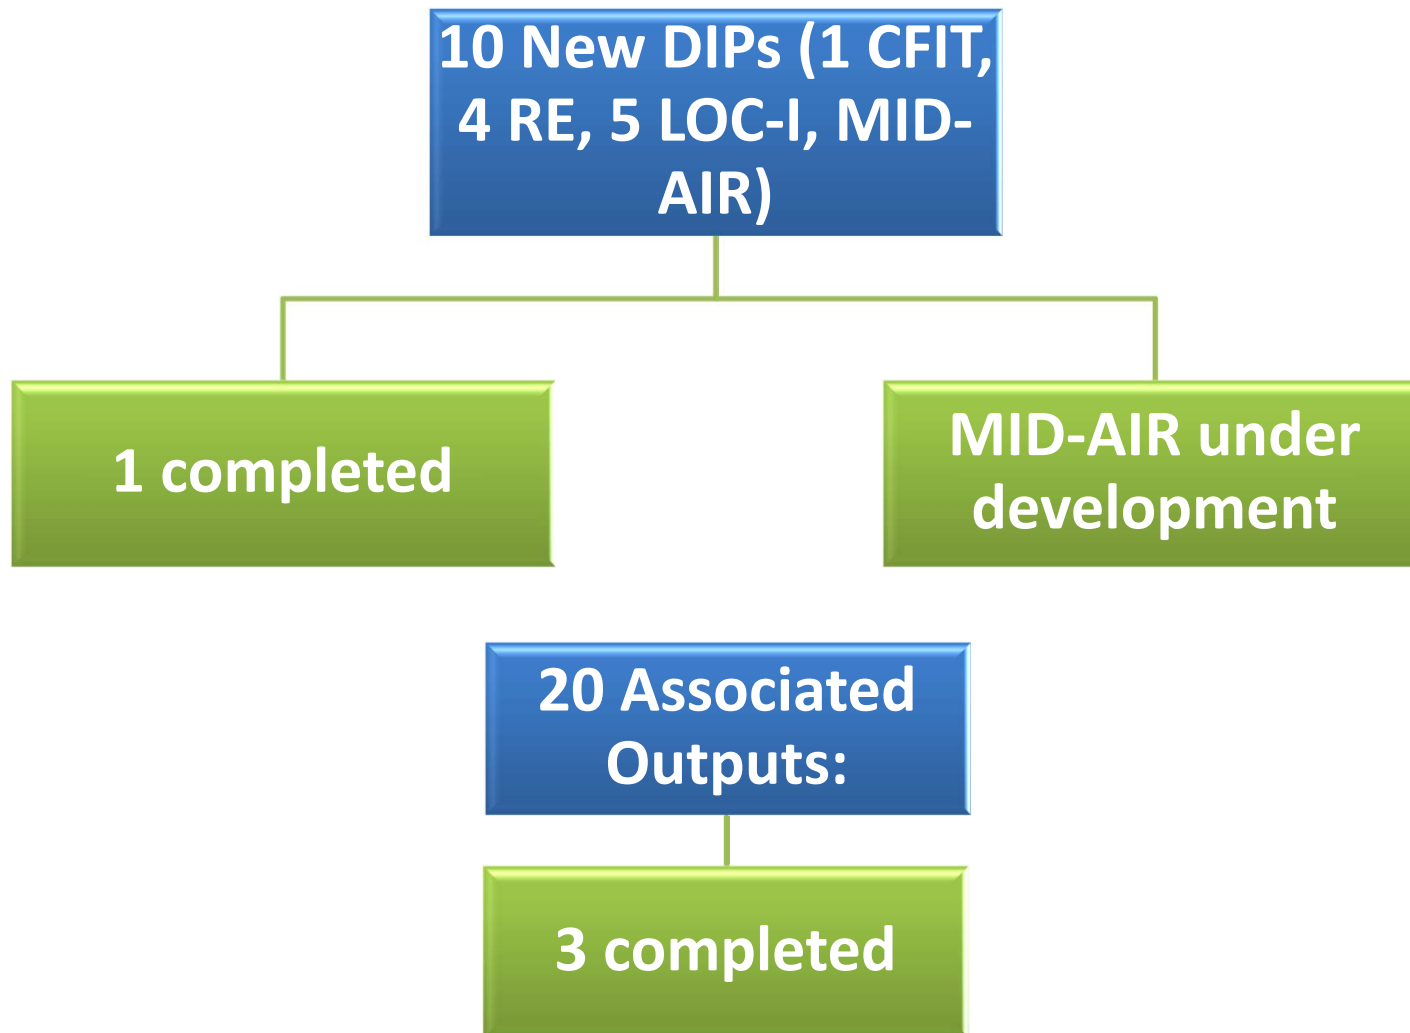 10 New DIPs (1 CFIT,
4 RE, 5 LOC-I, MID-
AIR)
1 completed
MID-AIR under
development
20 Associated
Outputs:
3 completed